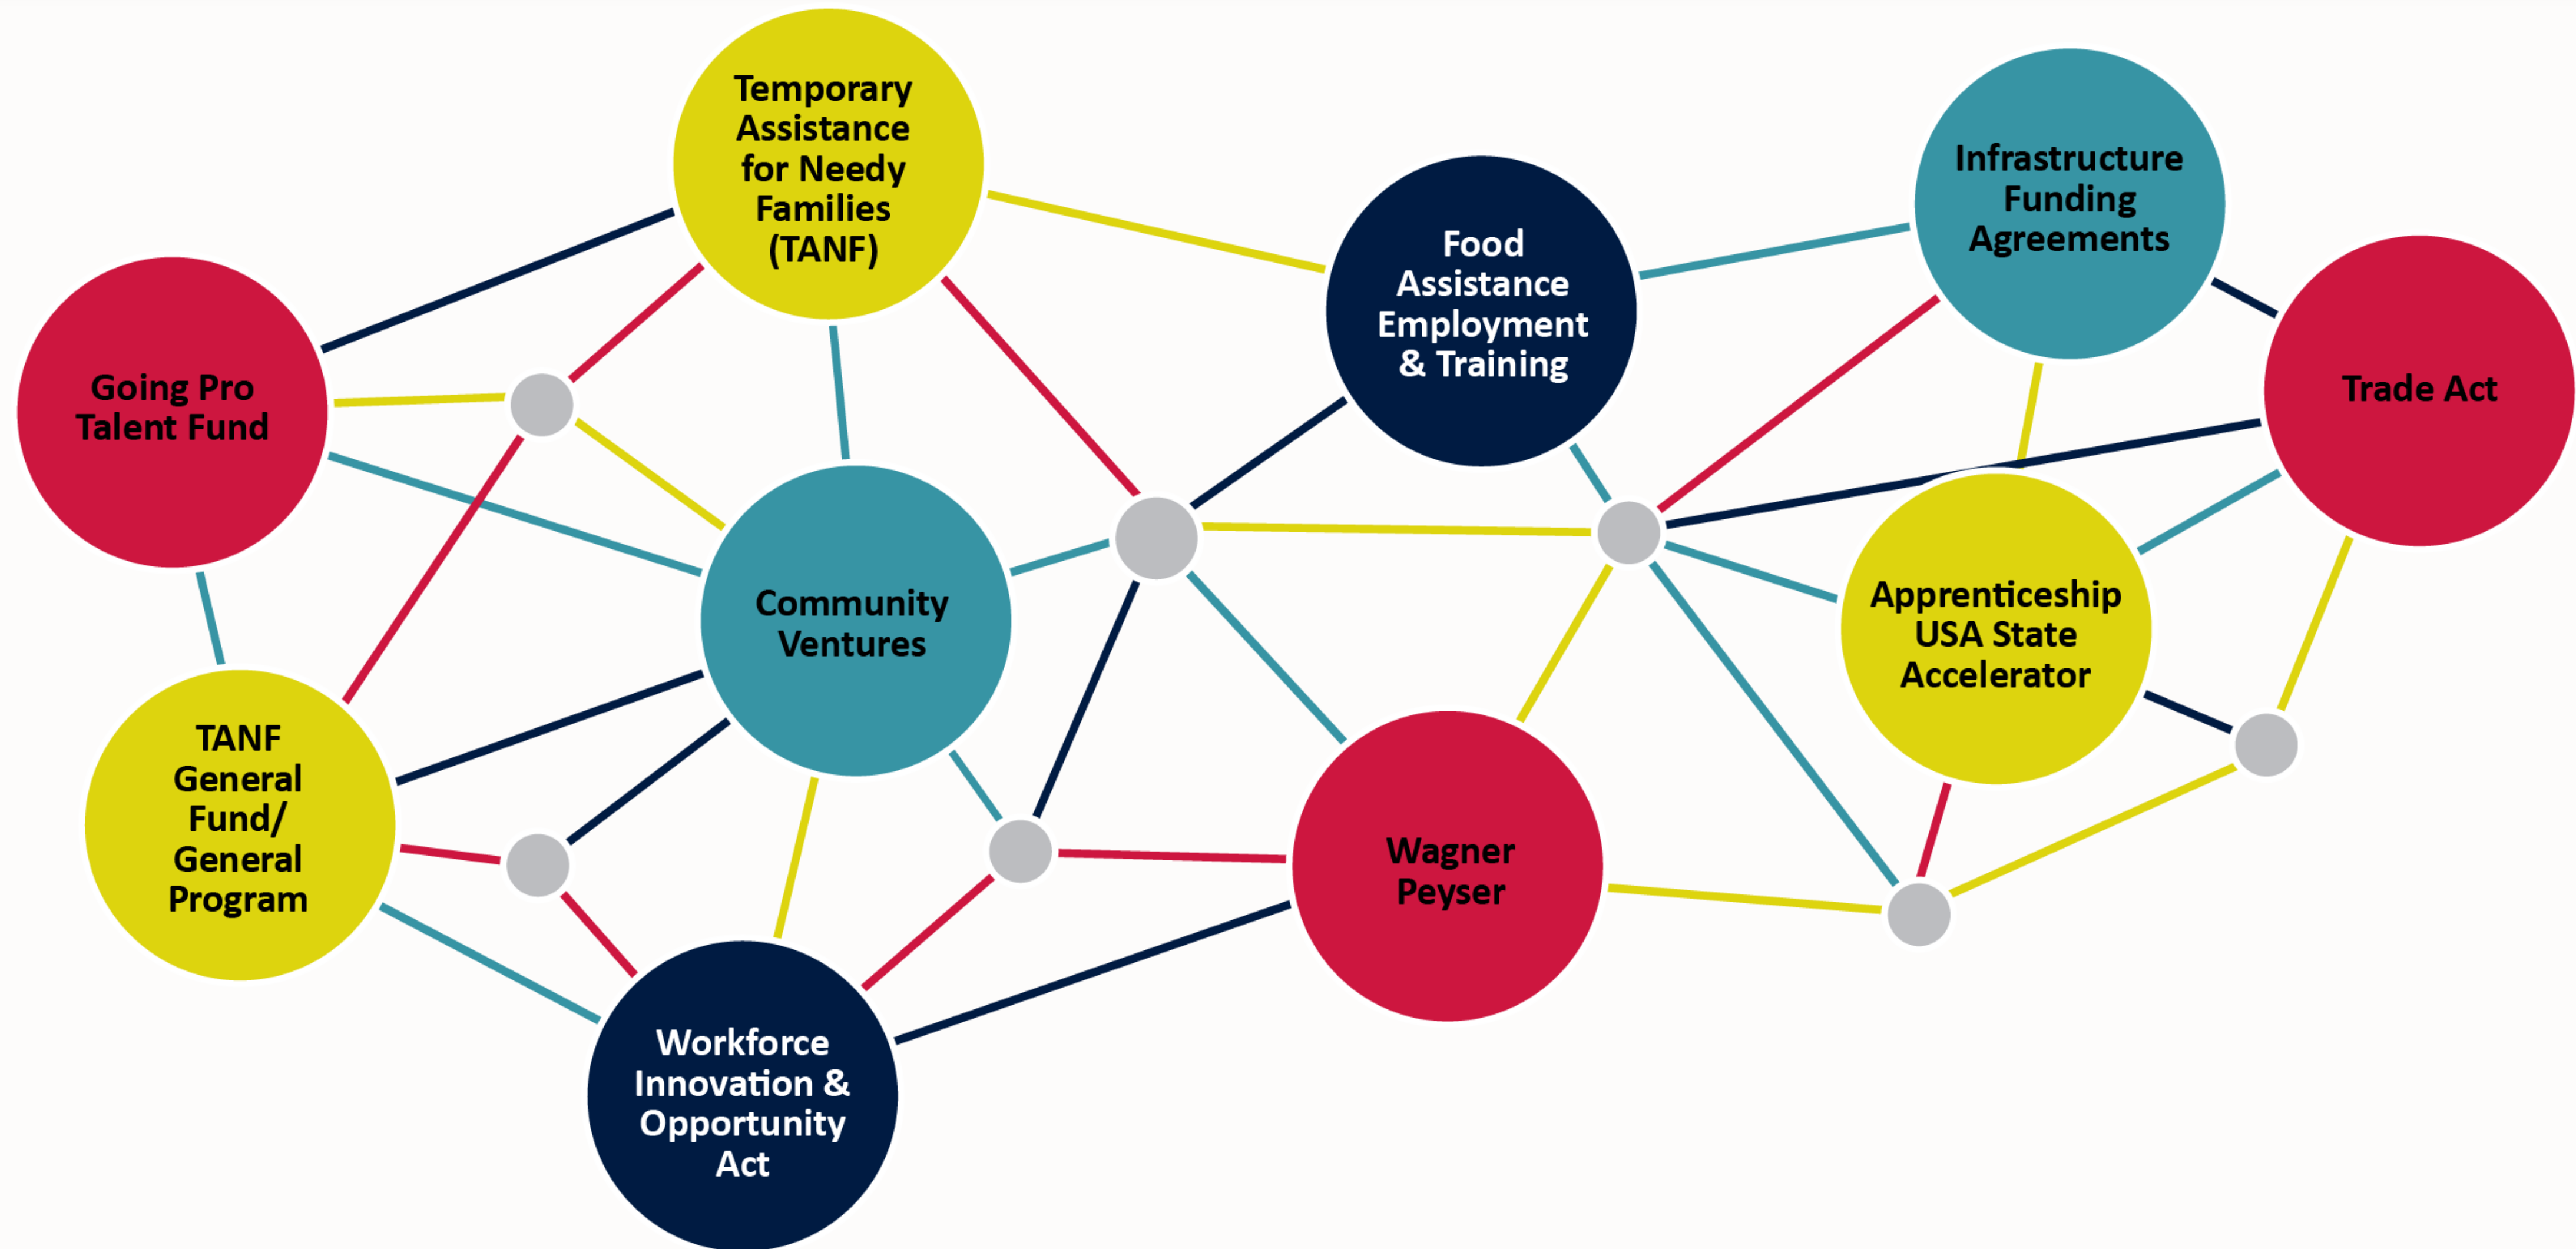 Temporary
Assistance
for Needy
Families
(TANF)
Infrastructure
Funding
Agreements
Food
Assistance
Employment
& Training
Going Pro
Talent Fund
Trade Act
Community
Ventures
Apprenticeship
USA State
Accelerator
TANF
General
Fund/
General
Program
Wagner
Peyser
Workforce
Innovation &
Opportunity
Act